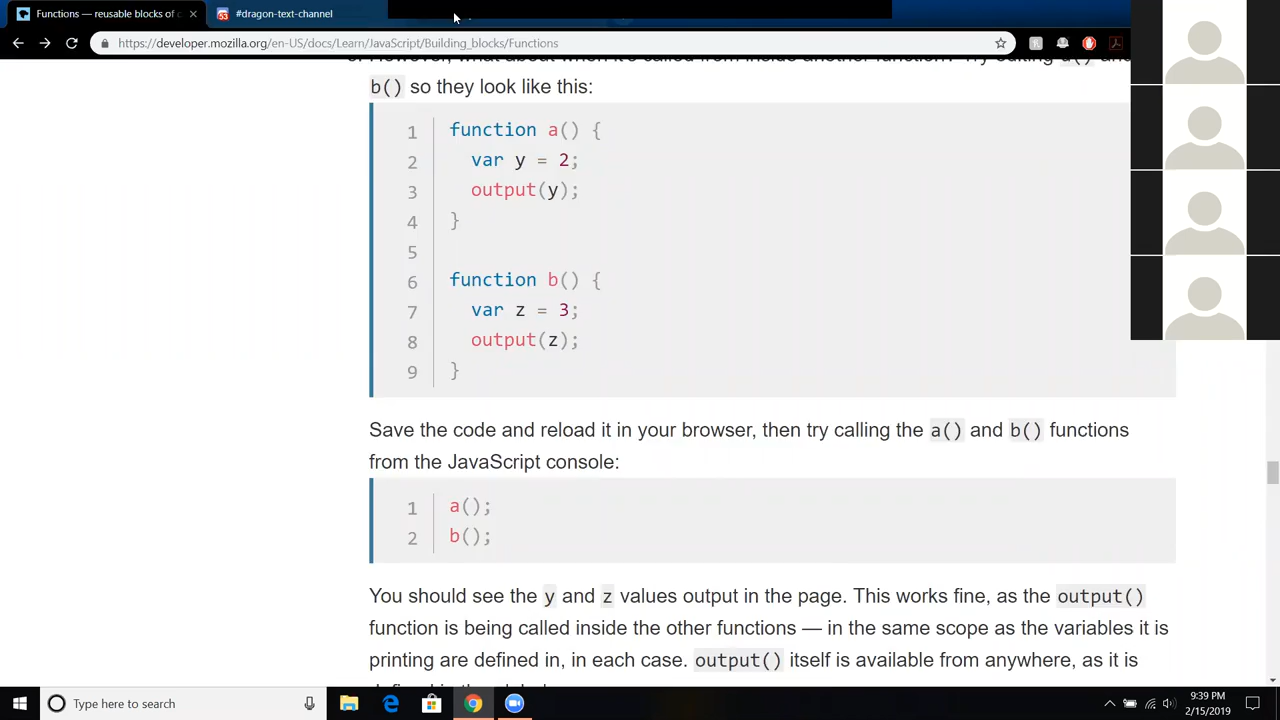 Functions — reusable blocks of c
53
#dragon-text-channel
https://developer.mozilla.org/en-US/docs/Learn/JavaScript/Building_blocks/Functions
b() so they look like this:
1 function a() {
2 var y = 2;
3 output(y);
4 }
5
6 function b() {
7 var z = 3;
8 output(z);
9 }
Save the code and reload it in your browser, then try calling the a() and b() functions
from the JavaScript console:
1 a();
2 b();
You should see the y and z values output in the page. This works fine, as the output()
function is being called inside the other functions — in the same scope as the variables it is
printing are defined in, in each case. output() itself is available from anywhere, as it is
Type here to search
9:39 PM
2/15/2019